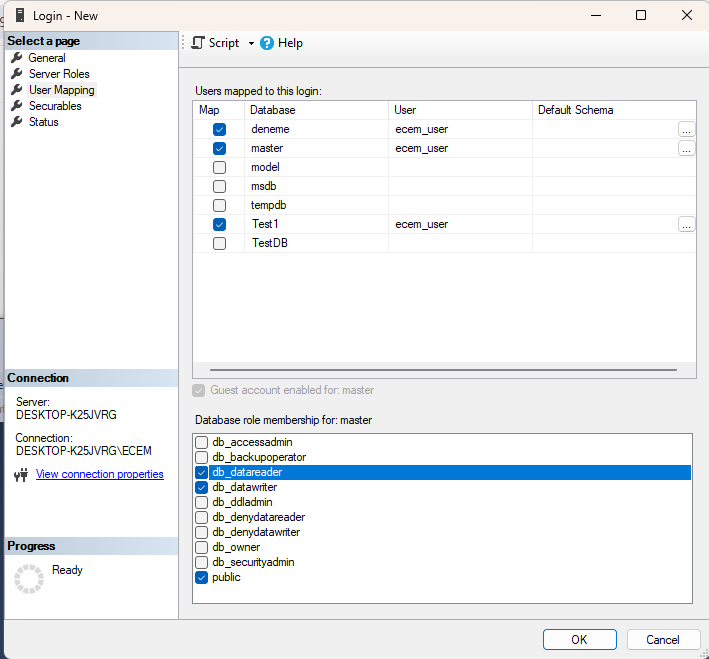 Login - New
Select a page
General
Server Roles
User Mapping
Securables
Status
Script
Help
Users mapped to this login:
Map Database User Default Schema
deneme ecem_user ...
master ecem_user ...
model
msdb
tempdb
Test1 ecem_user ...
TestDB
Guest account enabled for: master
Database role membership for: master
db_accessadmin
db_backupoperator
db_datareader
db_datawriter
db_ddladmin
db_denydatareader
db_denydatawriter
db_owner
db_securityadmin
public
Connection
Server:
DESKTOP-K25JVRG
Connection:
DESKTOP-K25JVRG\ECEM
View connection properties
Progress
Ready
OK
Cancel